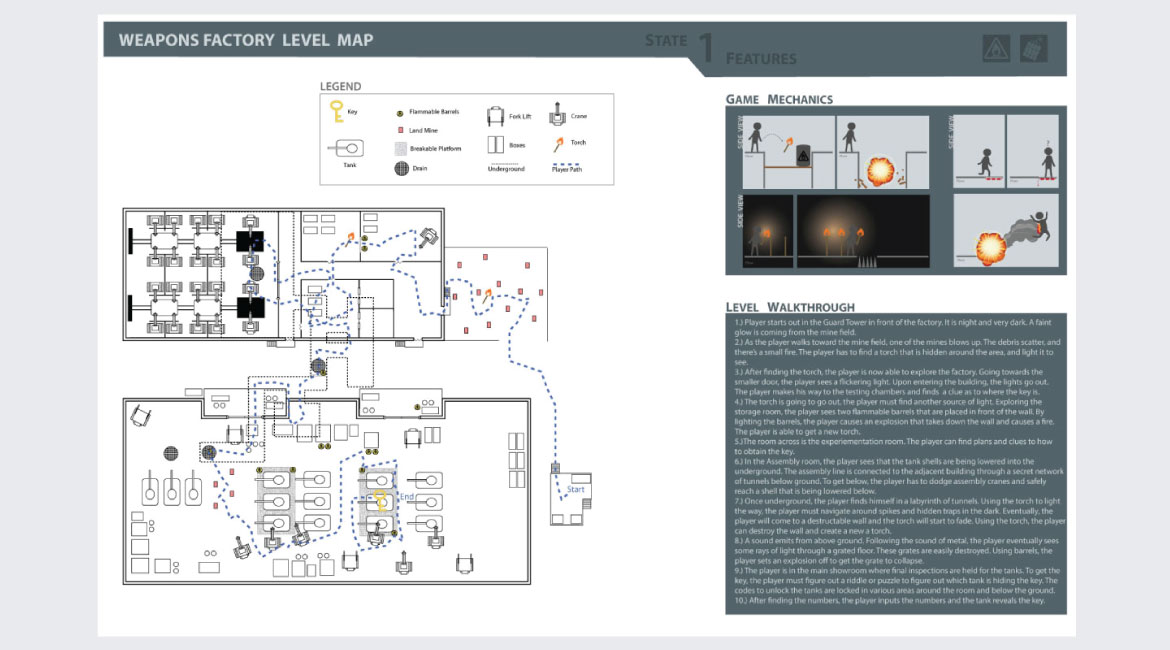 WEAPONS FACTORY LEVEL MAP
STATE 1 FEATURES
LEGEND
Key
Flammable Barrels
Fork Lift
Crane
Land Mine
Boxes
Torch
Breakable Platform
Tank
Drain
Underground
Player Path
Start
End
GAME MECHANICS
SIDE VIEW
SIDE VIEW
SIDE VIEW
LEVEL WALKTHROUGH
1.) Player starts out in the Guard Tower in front of the factory. It is night and very dark. A faint
glow is coming from the mine field.
2.) As the player walks toward the mine field, one of the mines blows up. The debris scatter, and
there's a small fire. The player has to find a torch that is hidden around the area, and light it to
see.
3.) After finding the torch, the player is now able to explore the factory. Going towards the
smaller door, the player sees a flickering light. Upon entering the building, the lights go out.
The player makes his way to the testing chambers and finds a clue as to where the key is.
4.) The torch is going to go out, the player must find another source of light. Exploring the
storage room, the player sees two flammable barrels that are placed in front of the wall. By
lighting the barrels, the player causes an explosion that takes down the wall and causes a fire.
The player is able to get a new torch.
5.)The room across is the experiementation room. The player can find plans and clues to how
to obtain the key.
6.) In the Assembly room, the player sees that the tank shells are being lowered into the
underground. The assembly line is connected to the adjacent building through a secret network
of tunnels below ground. To get below, the player has to dodge assembly cranes and safely
reach a shell that is being lowered below.
7.) Once underground, the player finds himself in a labyrinth of tunnels. Using the torch to light
the way, the player must navigate around spikes and hidden traps in the dark. Eventually, the
player will come to a destructable wall and the torch will start to fade. Using the torch, the player
can destroy the wall and create a new a torch.
8.) A sound emits from above ground. Following the sound of metal, the player eventually sees
some rays of light through a grated floor. These grates are easily destroyed. Using barrels, the
player sets an explosion off to get the grate to collapse.
9.) The player is in the main showroom where final inspections are held for the tanks. To get the
key, the player must figure out a riddle or puzzle to figure out which tank is hiding the key. The
codes to unlock the tanks are locked in various areas around the room and below the ground.
10.) After finding the numbers, the player inputs the numbers and the tank reveals the key.